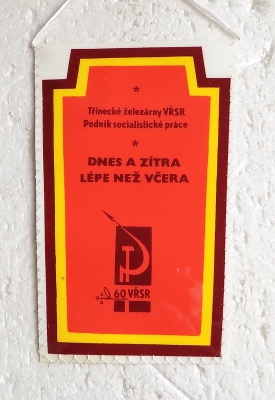 *
Třinecké železárny VŘSR
Podnik socialistické práce
*
DNES A ZÍTRA
LÉPE NEŽ VČERA
60 VŘSR